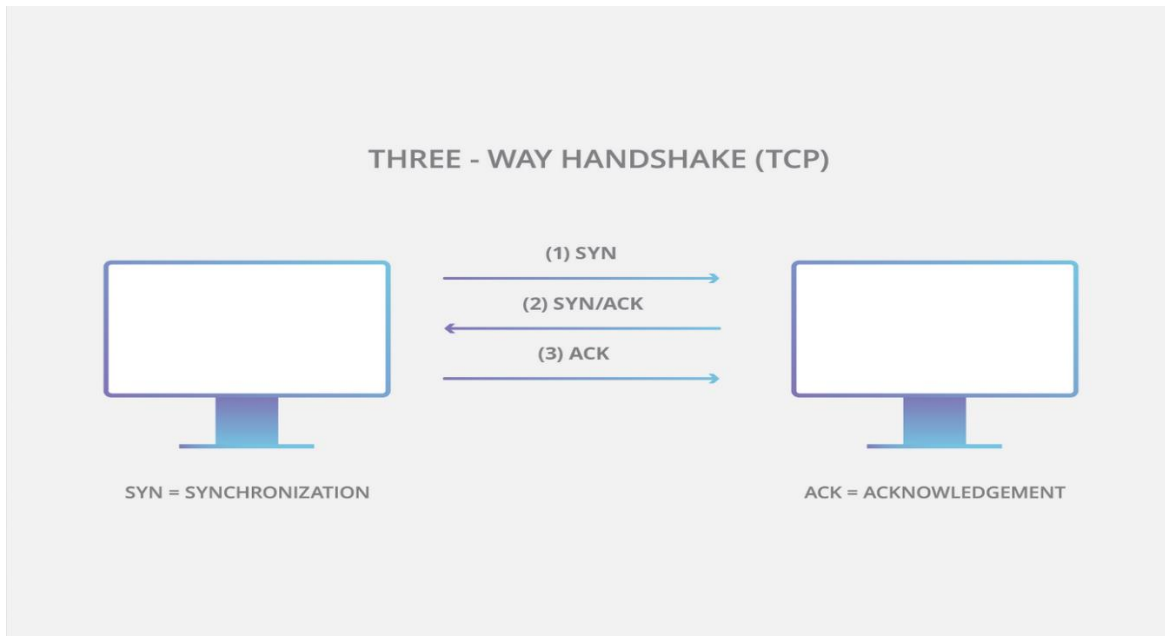 THREE - WAY HANDSHAKE (TCP)
(1) SYN
(2) SYN/ACK
(3) ACK
SYN = SYNCHRONIZATION
ACK = ACKNOWLEDGEMENT